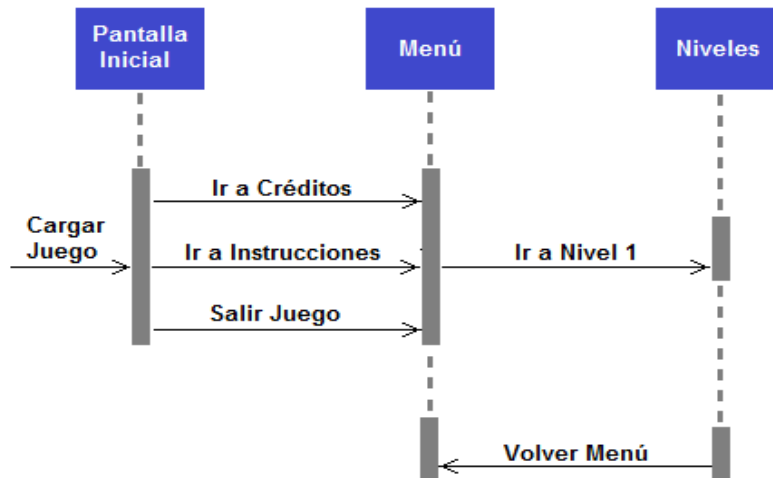 Pantalla
Inicial
Menú
Niveles
Ir a Créditos
Cargar
Juego
Ir a Instrucciones
Ir a Nivel 1
Salir Juego
Volver Menú